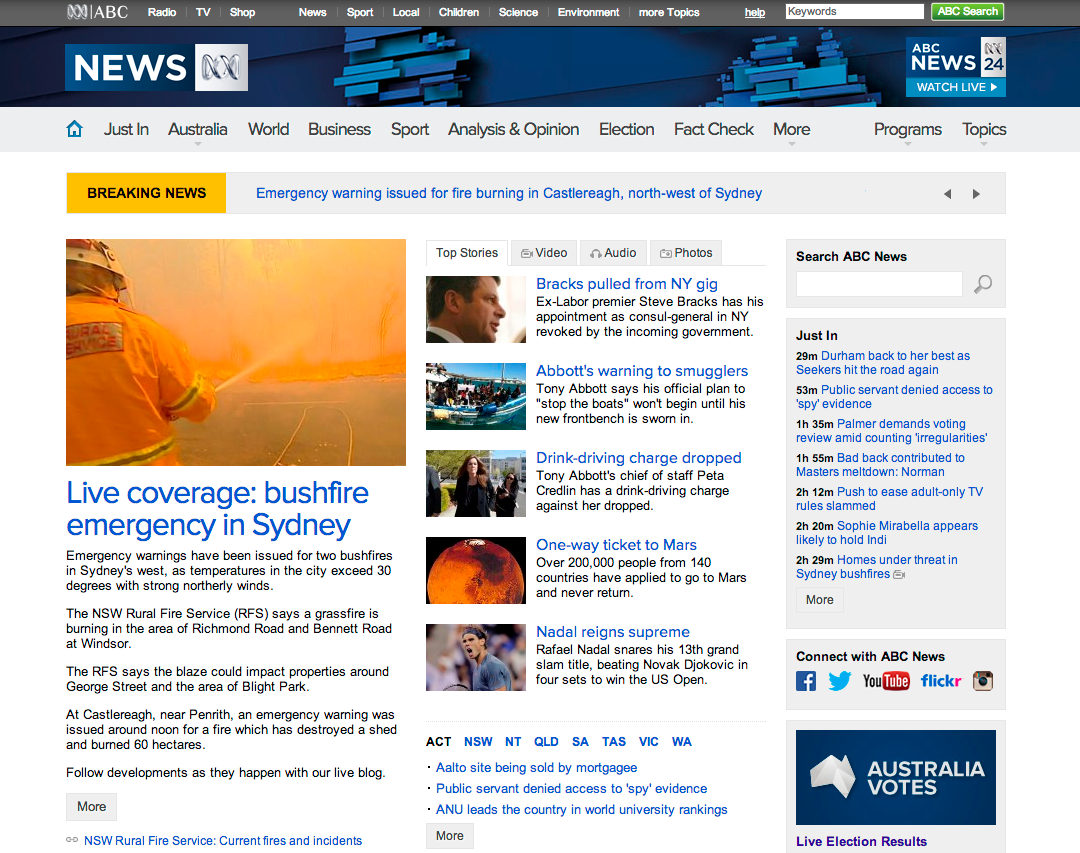 ABC Radio TV Shop News Sport Local Children Science Environment more Topics help Keywords ABC Search
NEWS
ABC
NEWS 24
WATCH LIVE
Just In Australia World Business Sport Analysis & Opinion Election Fact Check More Programs Topics
BREAKING NEWS Emergency warning issued for fire burning in Castlereagh, north-west of Sydney
RURAL
SERVICE
Live coverage: bushfire
emergency in Sydney
Emergency warnings have been issued for two bushfires
in Sydney's west, as temperatures in the city exceed 30
degrees with strong northerly winds.
The NSW Rural Fire Service (RFS) says a grassfire is
burning in the area of Richmond Road and Bennett Road
at Windsor.
The RFS says the blaze could impact properties around
George Street and the area of Blight Park.
At Castlereagh, near Penrith, an emergency warning was
issued around noon for a fire which has destroyed a shed
and burned 60 hectares.
Follow developments as they happen with our live blog.
More
NSW Rural Fire Service: Current fires and incidents
Top Stories Video Audio Photos
Bracks pulled from NY gig
Ex-Labor premier Steve Bracks has his
appointment as consul-general in NY
revoked by the incoming government.
Abbott's warning to smugglers
Tony Abbott says his official plan to
"stop the boats" won't begin until his
new frontbench is sworn in.
Drink-driving charge dropped
Tony Abbott's chief of staff Peta
Credlin has a drink-driving charge
against her dropped.
One-way ticket to Mars
Over 200,000 people from 140
countries have applied to go to Mars
and never return.
Nadal reigns supreme
Rafael Nadal snares his 13th grand
slam title, beating Novak Djokovic in
four sets to win the US Open.
ACT NSW NT QLD SA TAS VIC WA
· Aalto site being sold by mortgagee
· Public servant denied access to 'spy' evidence
· ANU leads the country in world university rankings
More
Search ABC News
Just In
29m Durham back to her best as
Seekers hit the road again
53m Public servant denied access to
'spy' evidence
1h 35m Palmer demands voting
review amid counting 'irregularities'
1h 55m Bad back contributed to
Masters meltdown: Norman
2h 12m Push to ease adult-only TV
rules slammed
2h 20m Sophie Mirabella appears
likely to hold Indi
2h 29m Homes under threat in
Sydney bushfires
More
Connect with ABC News
f YouTube flickr
AUSTRALIA
VOTES
Live Election Results